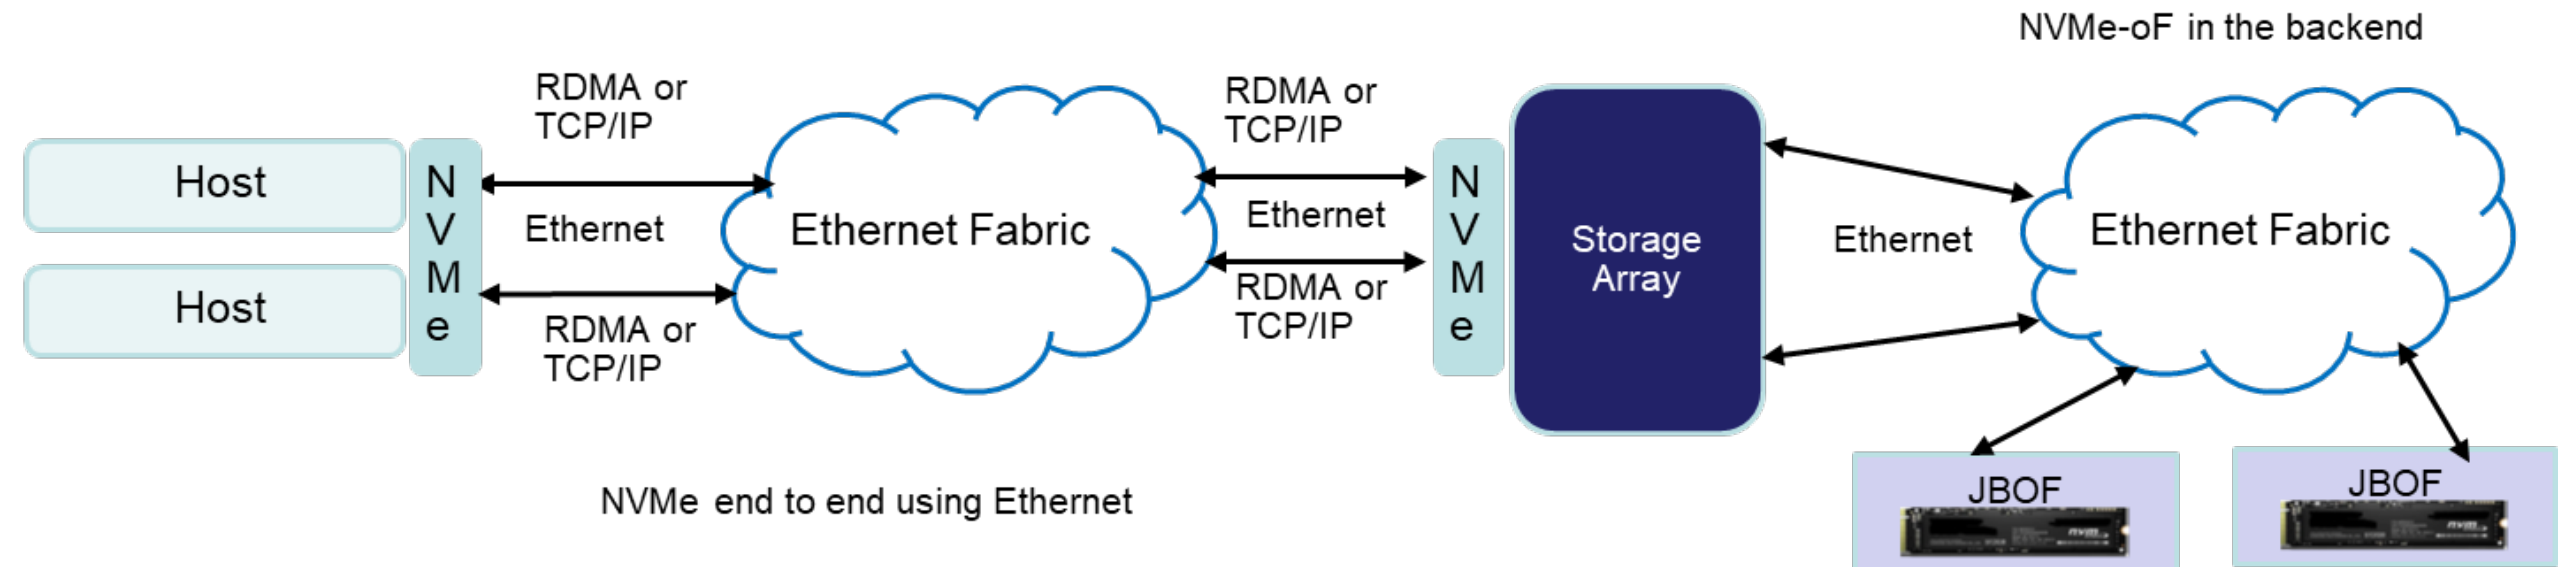 NVMe-oF in the backend
RDMA or
TCP/IP
RDMA or
TCP/IP
Host
Host
N
V
M
e
Ethernet
RDMA or
TCP/IP
Ethernet Fabric
Ethernet
RDMA or
TCP/IP
N
V
M
e
Storage
Array
Ethernet
Ethernet Fabric
NVMe end to end using Ethernet
JBOF
nvm
JBOF
nvm